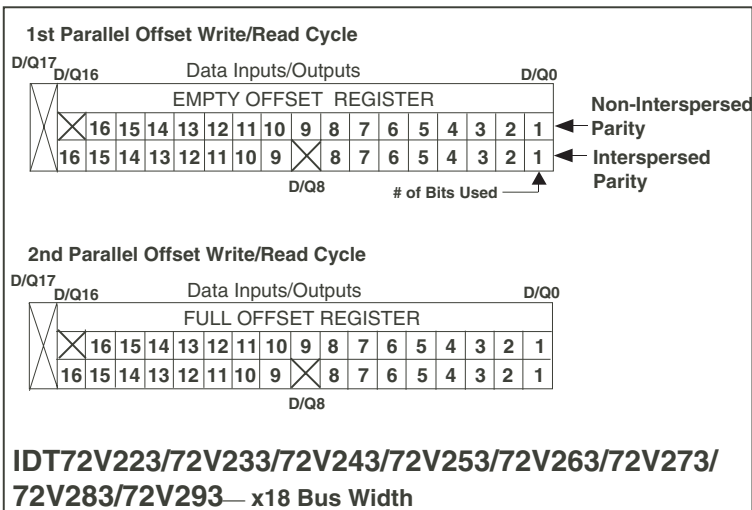 1st Parallel Offset Write/Read Cycle
D/Q17 D/Q16 Data Inputs/Outputs D/Q0
EMPTY OFFSET REGISTER
16 15 14 13 12 11 10 9 8 7 6 5 4 3 2 1 Non-Interspersed Parity
16 15 14 13 12 11 10 9 8 7 6 5 4 3 2 1 Interspersed Parity
D/Q8 # of Bits Used
2nd Parallel Offset Write/Read Cycle
D/Q17 D/Q16 Data Inputs/Outputs D/Q0
FULL OFFSET REGISTER
16 15 14 13 12 11 10 9 8 7 6 5 4 3 2 1
16 15 14 13 12 11 10 9 8 7 6 5 4 3 2 1
D/Q8
IDT72V223/72V233/72V243/72V253/72V263/72V273/
72V283/72V293— x18 Bus Width